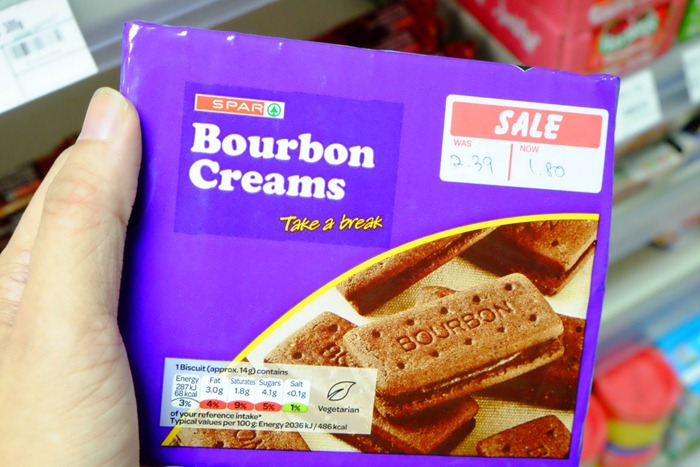 SPAR
Bourbon
Creams
Take a break
SALE
WAS NOW
2.39 1.80
BOURBON
1 Biscuit (approx. 14g) contains
Energy Fat Saturates Sugars Salt
287kJ 3.0g 1.8g 4.1g <0.1g
68kcal
3% 4% 9% 5% 1%
of your reference intake*
Typical values per 100g: Energy 2036 kJ / 486 kcal
Vegetarian